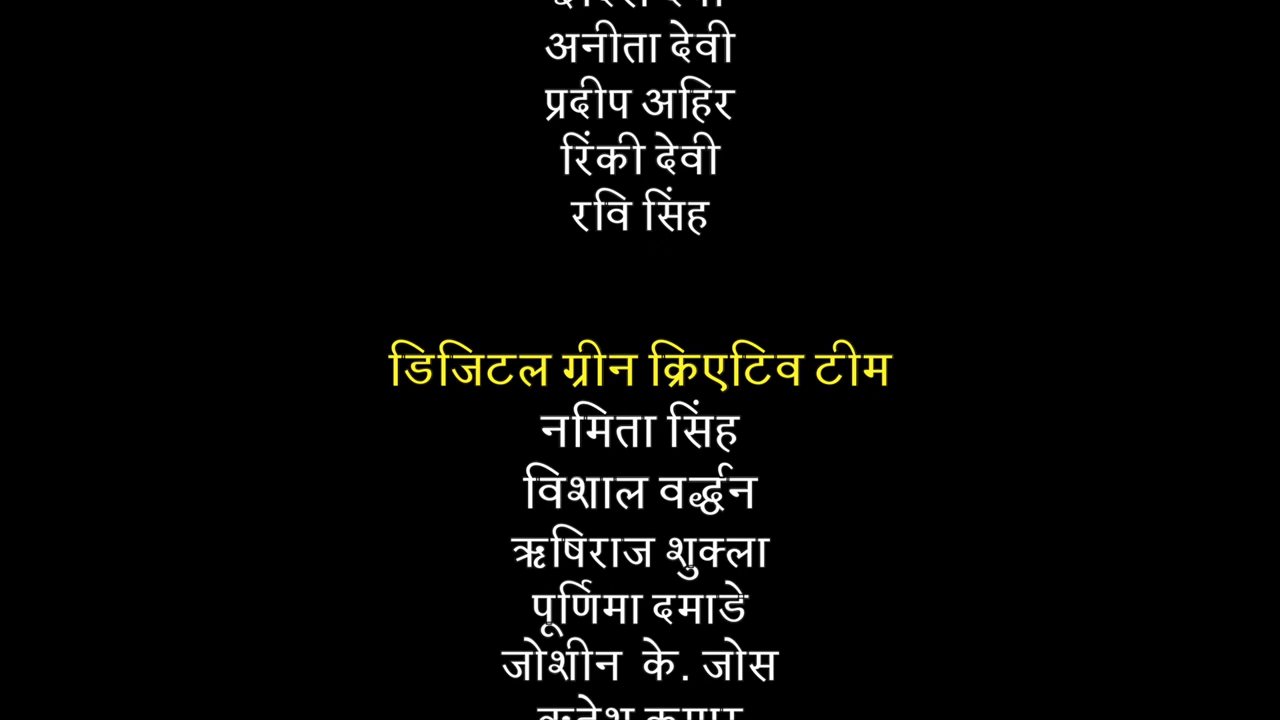 अनीता देवी
प्रदीप अहिर
रिंकी देवी
रवि सिंह
डिजिटल ग्रीन क्रिएटिव टीम
नमिता सिंह
विशाल वर्द्धन
ऋषिराज शुक्ला
पूर्णिमा दमाडे
जोशीन के. जोस